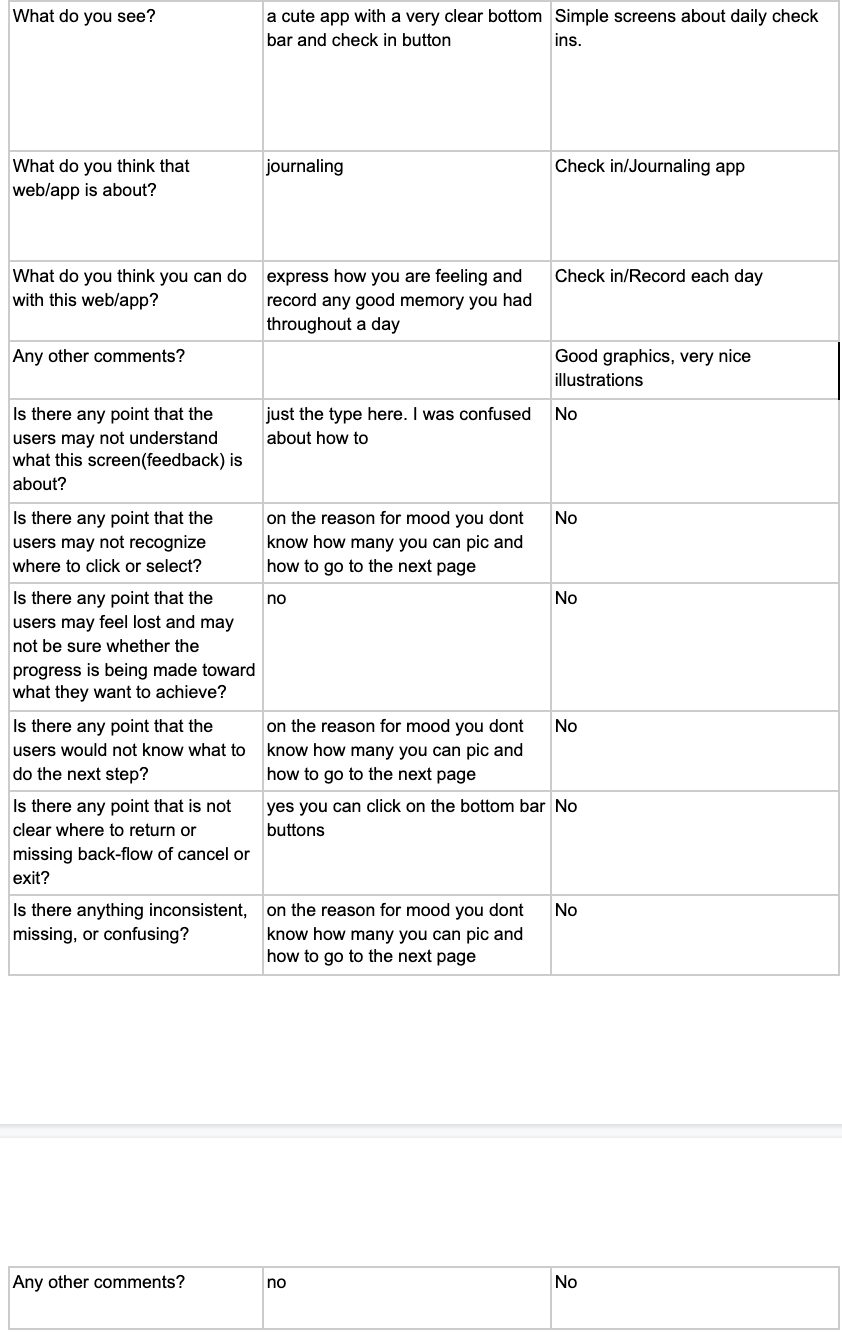 What do you see?
a cute app with a very clear bottom
bar and check in button
Simple screens about daily check
ins.
What do you think that
web/app is about?
journaling
Check in/Journaling app
What do you think you can do
with this web/app?
express how you are feeling and
record any good memory you had
throughout a day
Check in/Record each day
Any other comments?
Good graphics, very nice
illustrations
Is there any point that the
users may not understand
what this screen(feedback) is
about?
just the type here. I was confused
about how to
No
Is there any point that the
users may not recognize
where to click or select?
on the reason for mood you dont
know how many you can pic and
how to go to the next page
No
Is there any point that the
users may feel lost and may
not be sure whether the
progress is being made toward
what they want to achieve?
no
No
Is there any point that the
users would not know what to
do the next step?
on the reason for mood you dont
know how many you can pic and
how to go to the next page
No
Is there any point that is not
clear where to return or
missing back-flow of cancel or
exit?
yes you can click on the bottom bar
buttons
No
Is there anything inconsistent,
missing, or confusing?
on the reason for mood you dont
know how many you can pic and
how to go to the next page
No
Any other comments?
no
No